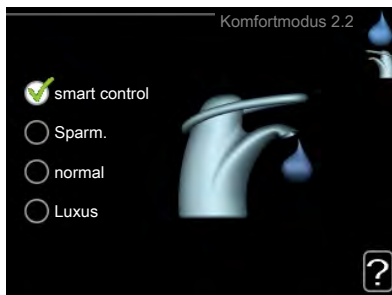 Komfortmodus 2.2
smart control
Sparm.
normal
Luxus
?